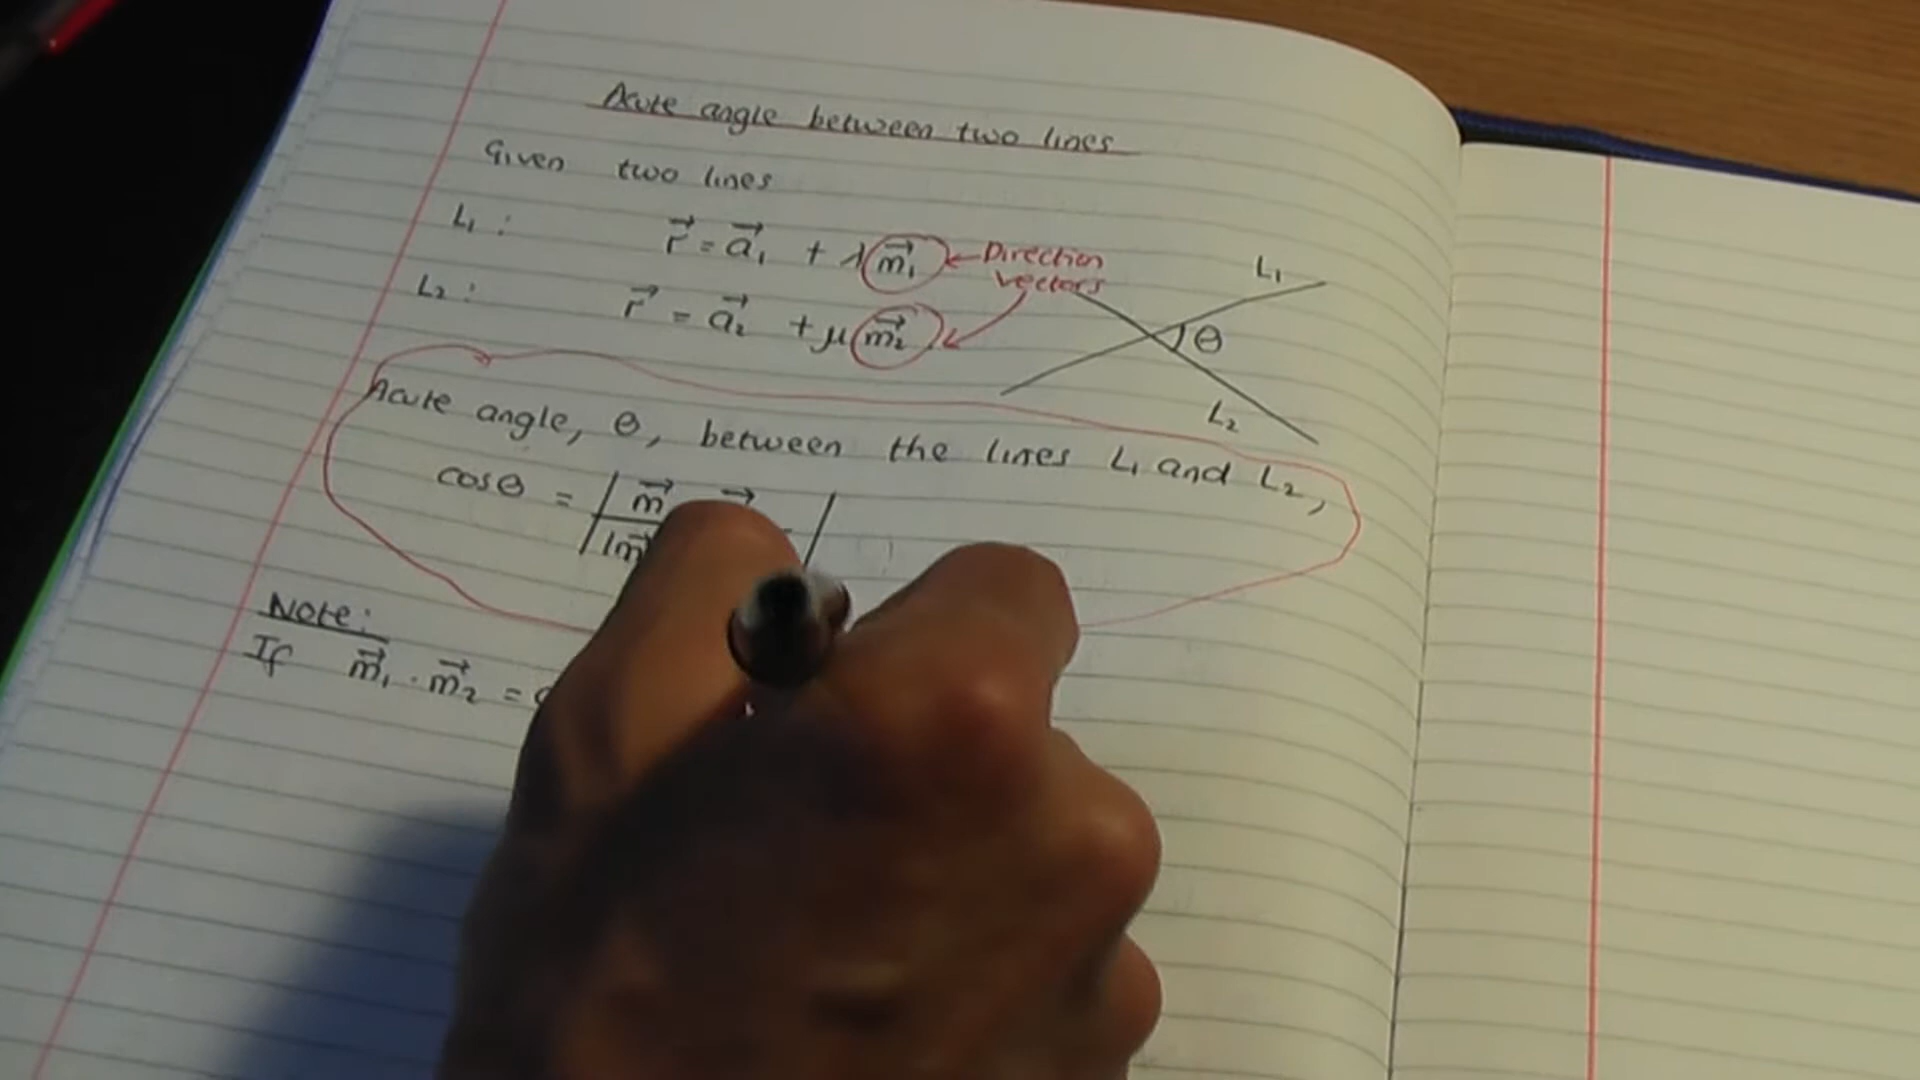 Acute angle between two lines
Given two lines
L₁ : r⃗ = a⃗₁ + λ m⃗₁
Direction vectors
L₂ : r⃗ = a⃗₂ + μ m⃗₂
L₁
θ
L₂
Acute angle, θ, between the lines L₁ and L₂,
cosθ = | m⃗
|m⃗
Note:
If m⃗₁ . m⃗₂ =